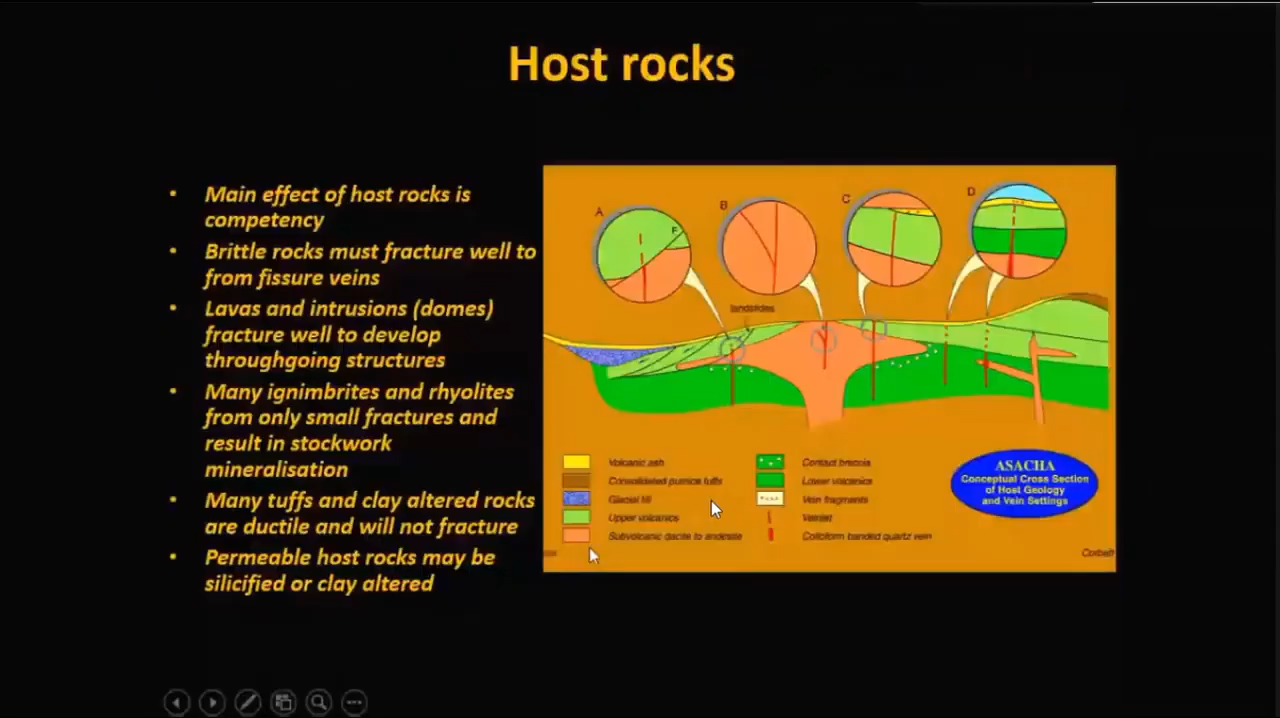 Host rocks
• Main effect of host rocks is
competency
• Brittle rocks must fracture well to
from fissure veins
• Lavas and intrusions (domes)
fracture well to develop
throughgoing structures
• Many ignimbrites and rhyolites
from only small fractures and
result in stockwork
mineralisation
• Many tuffs and clay altered rocks
are ductile and will not fracture
• Permeable host rocks may be
silicified or clay altered
A
B
C
D
F
landslides
Volcanic ash
Consolidated pumice tuffs
Glacial till
Upper volcanics
Subvolcanic dacite to andesite
Contact breccia
Lower volcanics
Vein fragments
Veinlet
Colloform banded quartz vein
ASACHA
Conceptual Cross Section
of Host Geology
and Vein Settings
Corbett